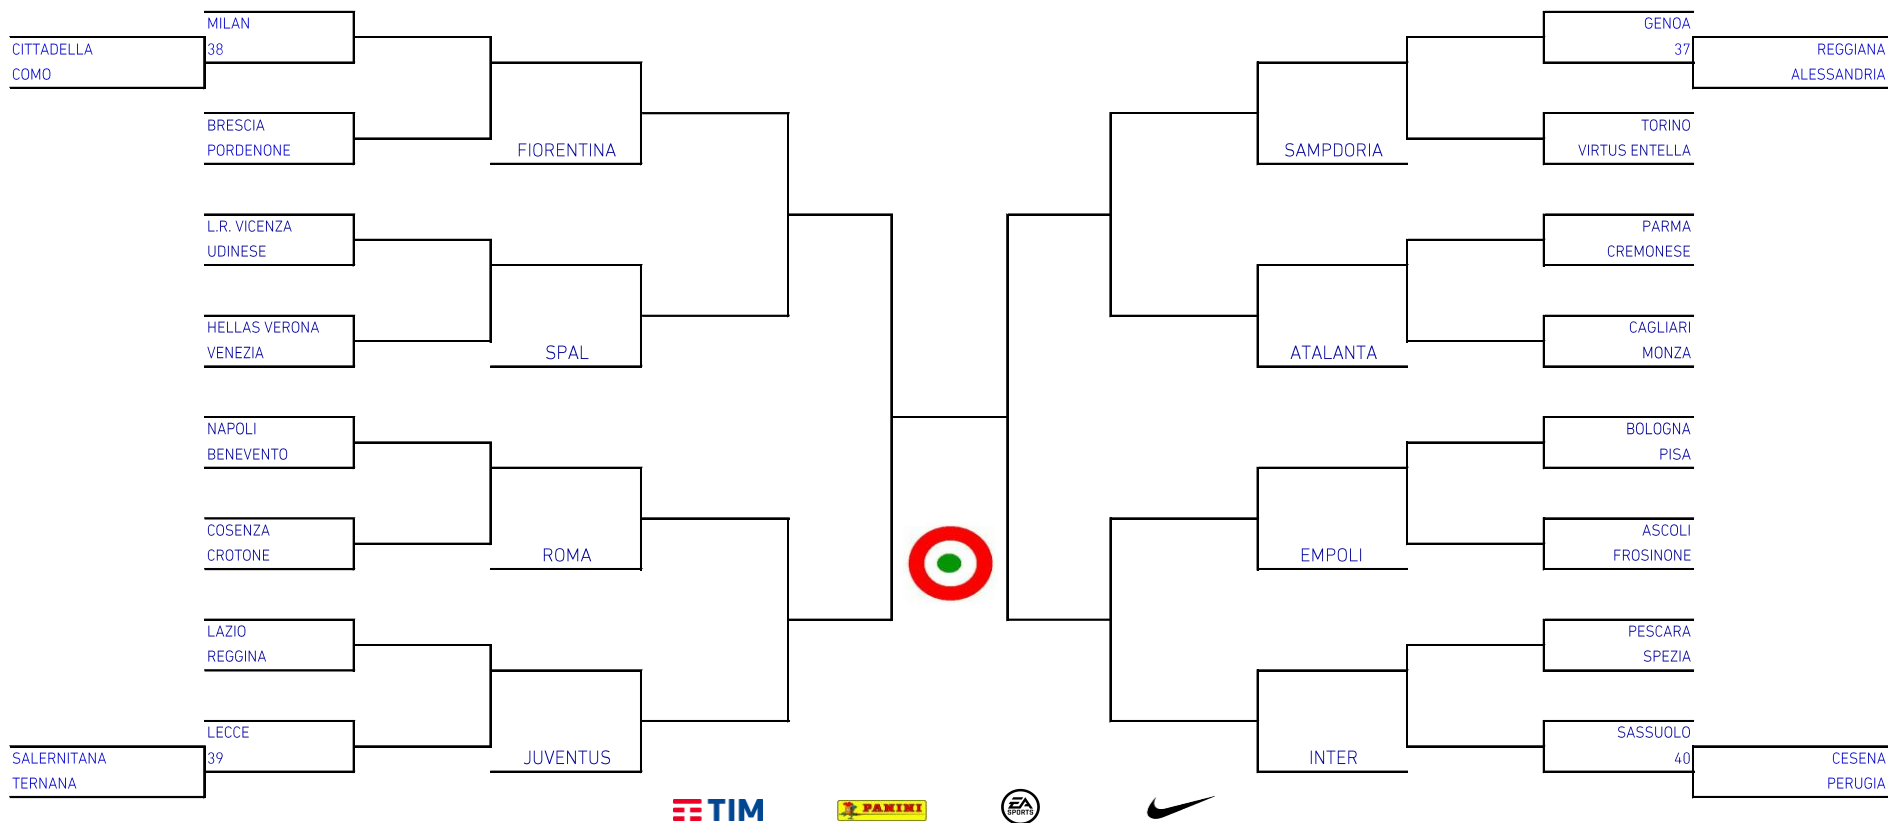 MILAN
38
CITTADELLA
COMO
BRESCIA
PORDENONE
FIORENTINA
L.R. VICENZA
UDINESE
HELLAS VERONA
VENEZIA
SPAL
NAPOLI
BENEVENTO
COSENZA
CROTONE
ROMA
LAZIO
REGGINA
LECCE
39
JUVENTUS
SALERNITANA
TERNANA
GENOA
37
REGGIANA
ALESSANDRIA
TORINO
VIRTUS ENTELLA
SAMPDORIA
PARMA
CREMONESE
CAGLIARI
MONZA
ATALANTA
BOLOGNA
PISA
ASCOLI
FROSINONE
EMPOLI
PESCARA
SPEZIA
SASSUOLO
40
INTER
CESENA
PERUGIA
TIM
PANINI
EA
SPORTS